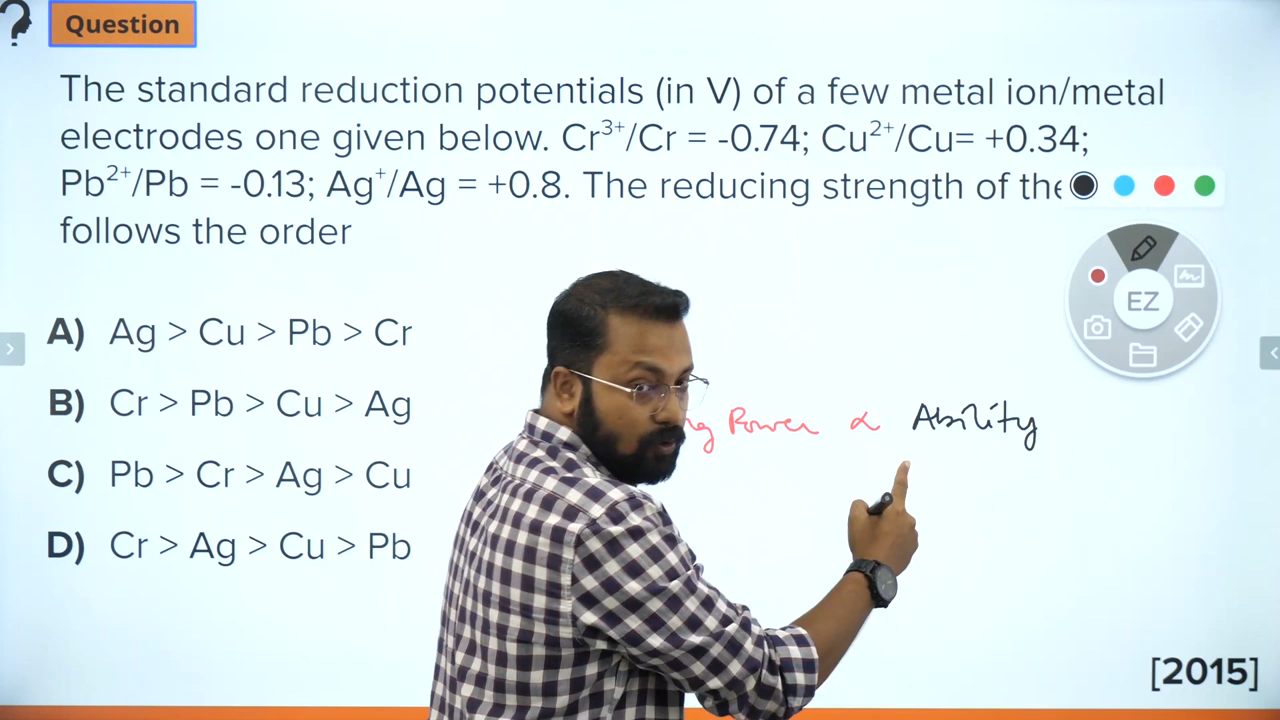 ?
Question
The standard reduction potentials (in V) of a few metal ion/metal
electrodes one given below. Cr³⁺/Cr = -0.74; Cu²⁺/Cu= +0.34;
Pb²⁺/Pb = -0.13; Ag⁺/Ag = +0.8. The reducing strength of the
follows the order
A) Ag > Cu > Pb > Cr
B) Cr > Pb > Cu > Ag
C) Pb > Cr > Ag > Cu
D) Cr > Ag > Cu > Pb
EZ
Power ∝ Ability
[2015]